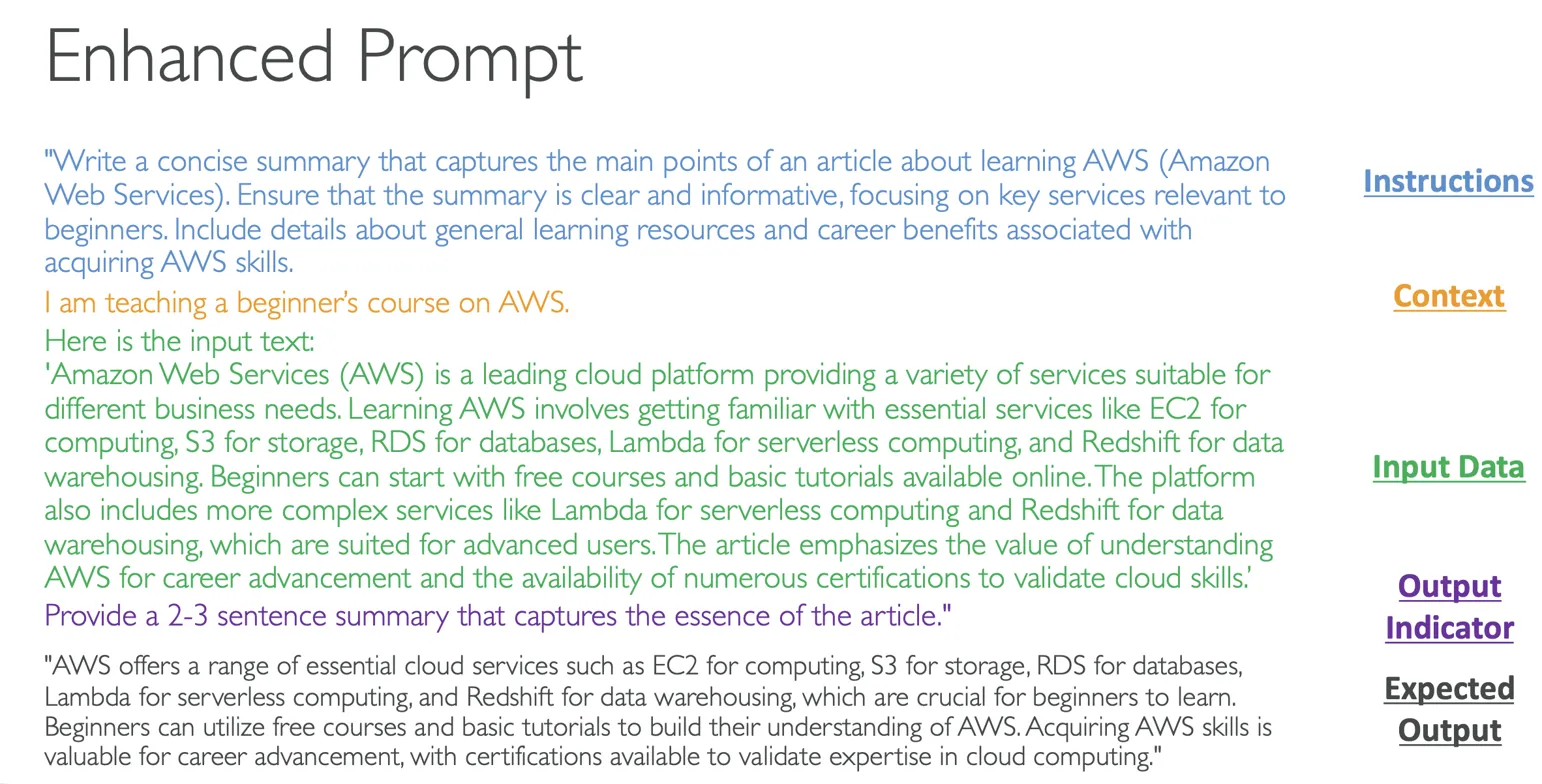 Enhanced Prompt
"Write a concise summary that captures the main points of an article about learning AWS (Amazon
Web Services). Ensure that the summary is clear and informative, focusing on key services relevant to
beginners. Include details about general learning resources and career benefits associated with
acquiring AWS skills.
Instructions
I am teaching a beginner’s course on AWS.
Context
Here is the input text:
'Amazon Web Services (AWS) is a leading cloud platform providing a variety of services suitable for
different business needs. Learning AWS involves getting familiar with essential services like EC2 for
computing, S3 for storage, RDS for databases, Lambda for serverless computing, and Redshift for data
warehousing. Beginners can start with free courses and basic tutorials available online. The platform
also includes more complex services like Lambda for serverless computing and Redshift for data
warehousing, which are suited for advanced users. The article emphasizes the value of understanding
AWS for career advancement and the availability of numerous certifications to validate cloud skills.’
Input Data
Provide a 2-3 sentence summary that captures the essence of the article."
Output
Indicator
"AWS offers a range of essential cloud services such as EC2 for computing, S3 for storage, RDS for databases,
Lambda for serverless computing, and Redshift for data warehousing, which are crucial for beginners to learn.
Beginners can utilize free courses and basic tutorials to build their understanding of AWS. Acquiring AWS skills is
valuable for career advancement, with certifications available to validate expertise in cloud computing."
Expected
Output